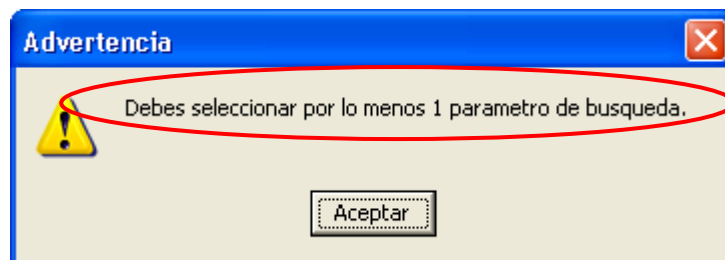 Advertencia
Debes seleccionar por lo menos 1 parametro de busqueda.
Aceptar